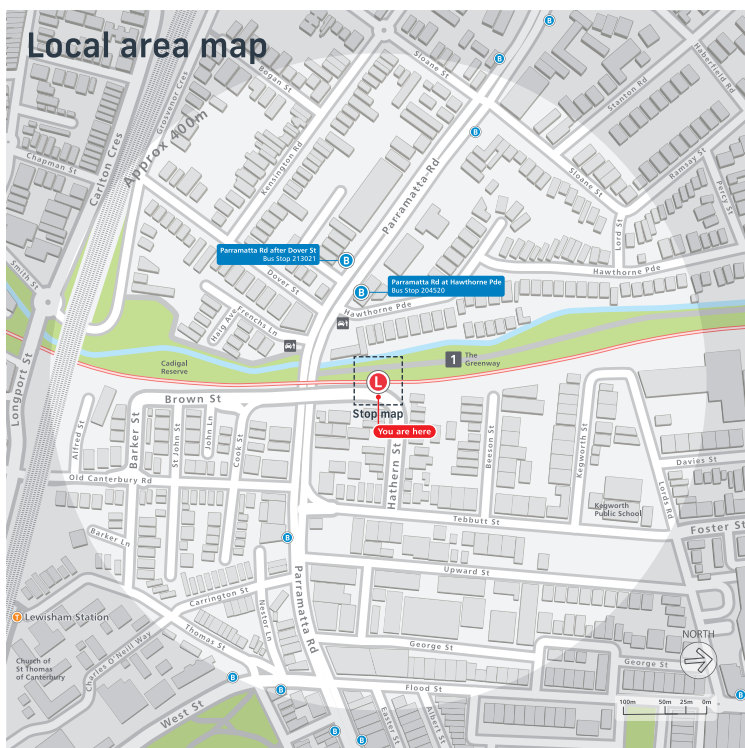 Local area map
Approx 400m
Bogan St
Sloane St
Haberfield Rd
Stanton Rd
Grosvenor Cres
Carlton Cres
Chapman St
Kensington Rd
Parramatta Rd
Sloane St
Ramsay St
Percy St
Lord St
Parramatta Rd after Dover St
Bus Stop 213021
B
B
B
B
B
Parramatta Rd at Hawthorne Pde
Bus Stop 204520
Hawthorne Pde
Hawthorne Pde
Dover St
Smith St
Haig Ave
Frenchs Ln
Cadigal
Reserve
1
The
Greenway
L
Stop map
You are here
Longport St
Brown St
Alfred St
Barker St
St John St
John Ln
Cook St
Hathern St
Beeson St
Kegworth St
Davies St
Lords Rd
Old Canterbury Rd
Kegworth
Public School
Tebbutt St
Foster St
Barker Ln
B
Upward St
Parramatta Rd
Carrington St
Nestor Ln
T
Lewisham Station
Thomas St
George St
NORTH
George St
Church of
St Thomas
of Canterbury
Charles O'Neill Way
B
B
Flood St
B
100m
50m
25m
0m
West St
Easter St
Albert St
B
B